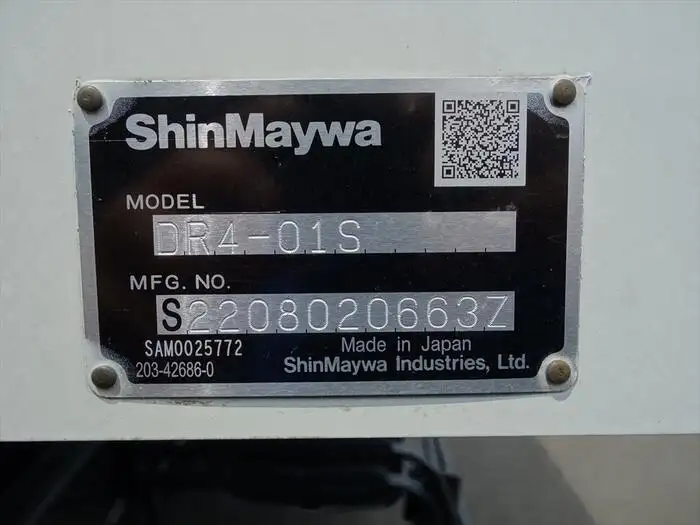 ShinMaywa
MODEL
DR4-01S
MFG. NO.
S2208020663Z
SAM0025772
Made in Japan
203-42686-0
ShinMaywa Industries, Ltd.